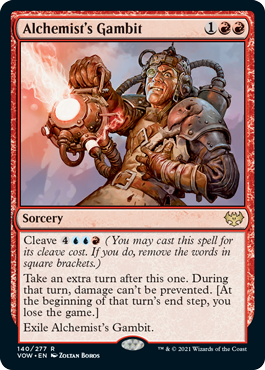 Alchemist's Gambit 1
Sorcery
Cleave 4 (You may cast this spell for
its cleave cost. If you do, remove the words in
square brackets.)
Take an extra turn after this one. During
that turn, damage can't be prevented. [At
the beginning of that turn's end step, you
lose the game.]
Exile Alchemist's Gambit.
140/277 R
VOW • EN Zoltan Boros
™ & © 2021 Wizards of the Coast